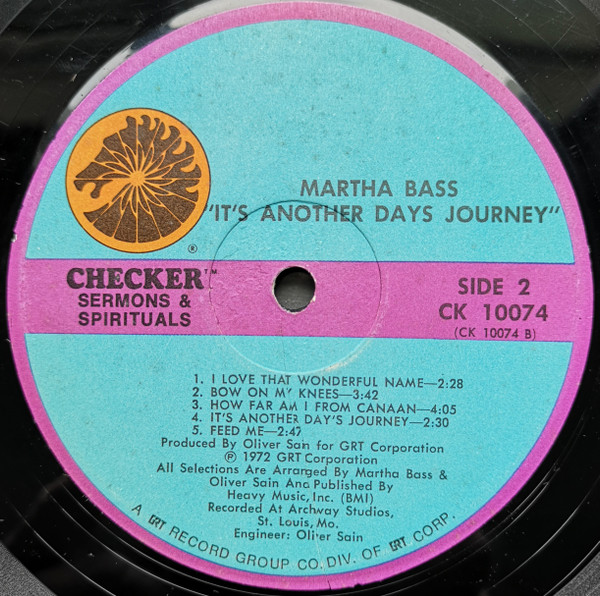 MARTHA BASS
"IT'S ANOTHER DAYS JOURNEY"
®
CHECKER™
SERMONS &
SPIRITUALS
SIDE 2
CK 10074
(CK 10074 B)
1. I LOVE THAT WONDERFUL NAME—2:28
2. BOW ON MY KNEES—3:42
3. HOW FAR AM I FROM CANAAN—4:05
4. IT'S ANOTHER DAY'S JOURNEY—2:30
5. FEED ME—2:47
Produced By Oliver Sain for GRT Corporation
℗ 1972 GRT Corporation
All Selections Are Arranged By Martha Bass &
Oliver Sain And Published By
Heavy Music, Inc. (BMI)
Recorded At Archway Studios,
St. Louis, Mo.
Engineer: Oliver Sain
A GRT RECORD GROUP CO. DIV. OF GRT CORP.